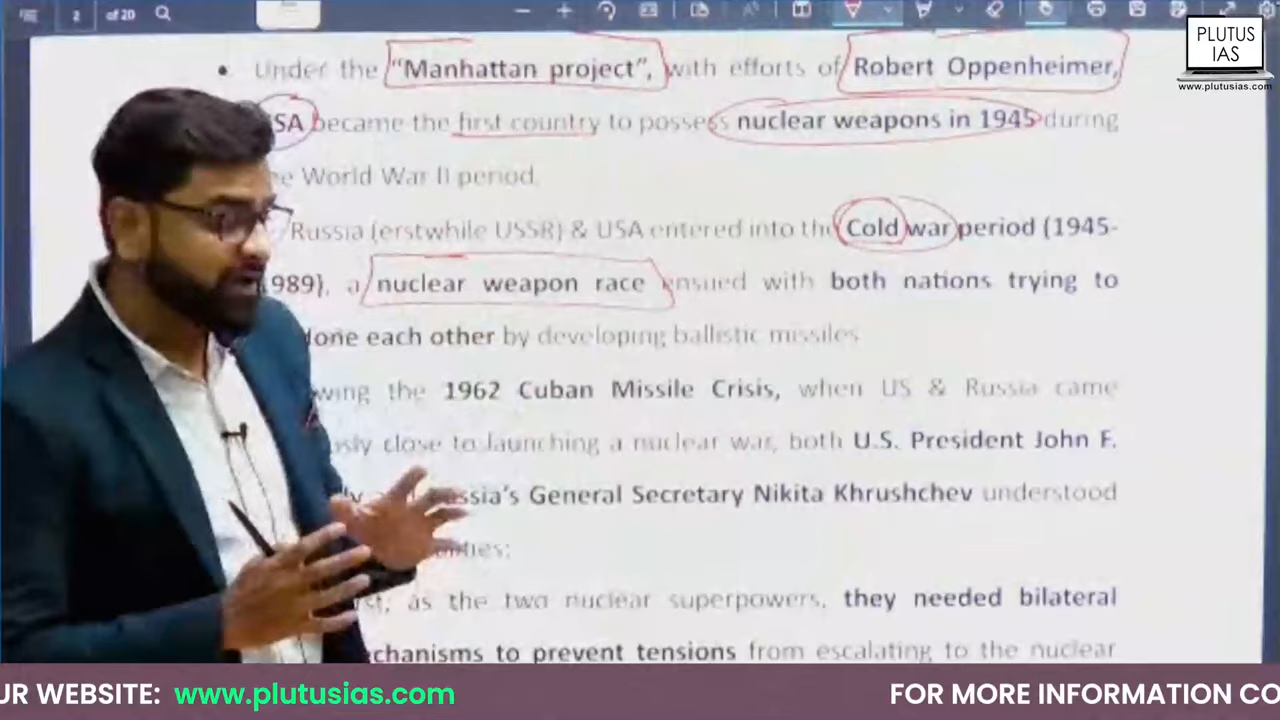 2 of 20
PLUTUS
IAS
www.plutusias.com
• Under the "Manhattan project", with efforts of Robert Oppenheimer,
SA became the first country to possess nuclear weapons in 1945 during
e World War II period.
Russia (erstwhile USSR) & USA entered into the Cold war period (1945-
1989), a nuclear weapon race ensued with both nations trying to
done each other by developing ballistic missiles
wing the 1962 Cuban Missile Crisis, when US & Russia came
usly close to launching a nuclear war, both U.S. President John F.
ssia's General Secretary Nikita Khrushchev understood
lities:
st, as the two nuclear superpowers, they needed bilateral
chanisms to prevent tensions from escalating to the nuclear
UR WEBSITE: www.plutusias.com FOR MORE INFORMATION CO